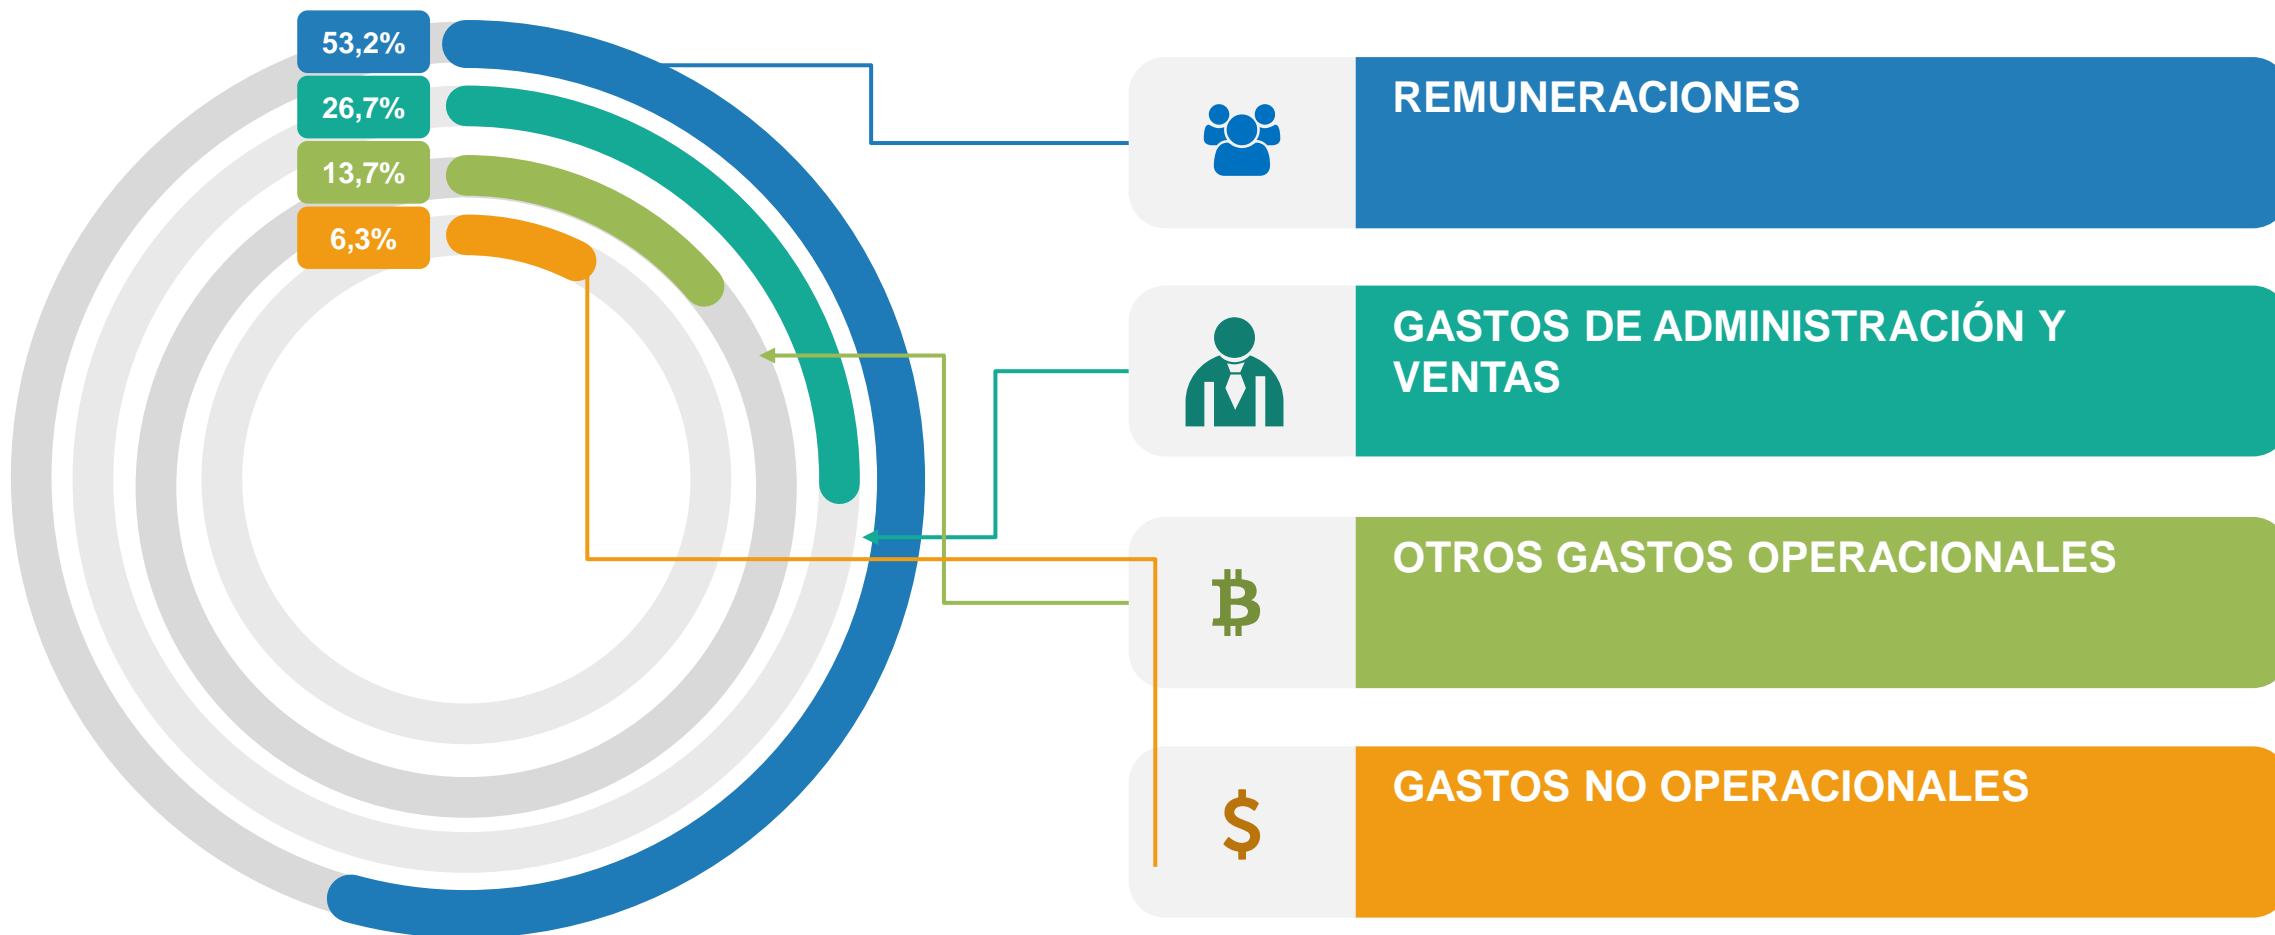 53,2%
26,7%
13,7%
6,3%
REMUNERACIONES
GASTOS DE ADMINISTRACIÓN Y
VENTAS
OTROS GASTOS OPERACIONALES
GASTOS NO OPERACIONALES